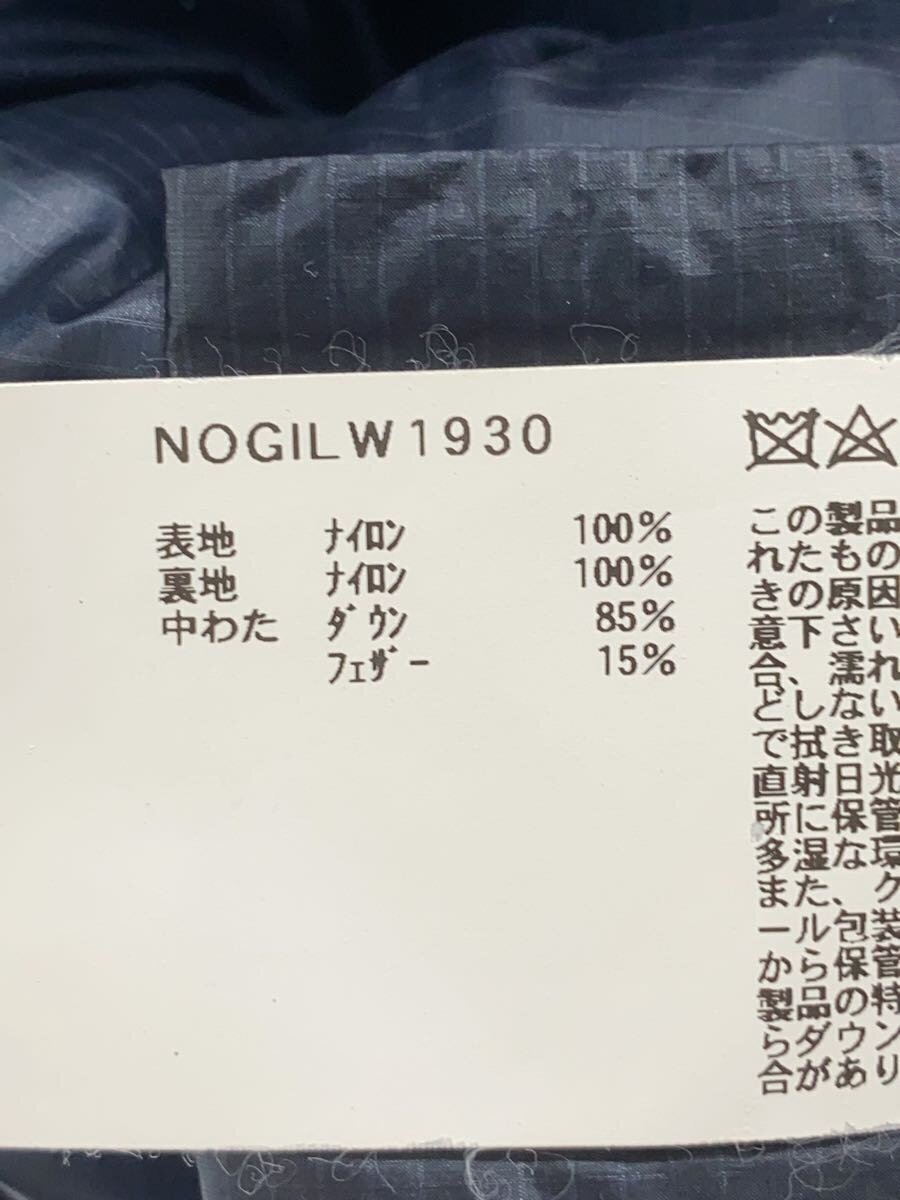 NOGILW1930
表地 ナイロン 100%
裏地 ナイロン 100%
中わた ダウン 85%
フェザー 15%
この製品
れたもの
きの原因
意下さい
合、濡れ
どしない
で拭き取
直射日光
所に保管
多湿な環
また、ク
ール包装
から保管
製品の特
らダウン
合があり